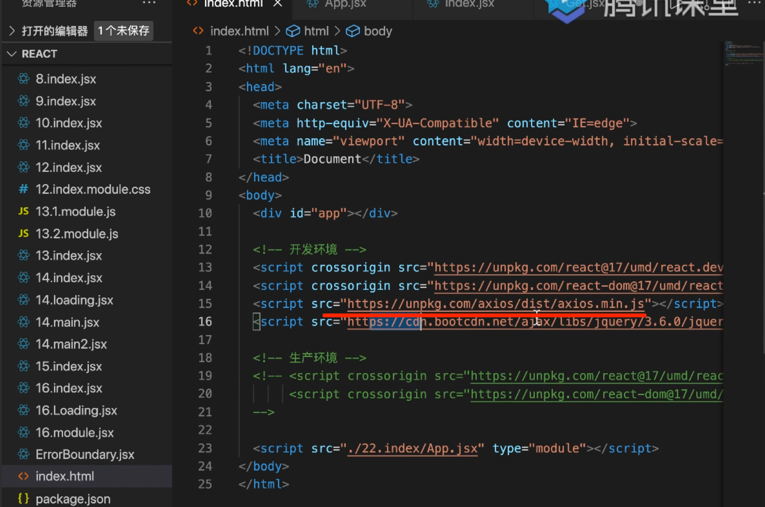 资源管理器 ···
index.html App.jsx index.jsx 腾讯课堂
打开的编辑器 1个未保存
index.html > html > body
REACT
8.index.jsx
9.index.jsx
10.index.jsx
11.index.jsx
12.index.jsx
12.index.module.css
JS 13.1.module.js
JS 13.2.module.js
13.index.jsx
14.index.jsx
14.loading.jsx
14.main.jsx
14.main2.jsx
15.index.jsx
16.index.jsx
16.Loading.jsx
16.module.jsx
ErrorBoundary.jsx
index.html
package.json
1 <!DOCTYPE html>
2 <html lang="en">
3 <head>
4 <meta charset="UTF-8">
5 <meta http-equiv="X-UA-Compatible" content="IE=edge">
6 <meta name="viewport" content="width=device-width, initial-scale=
7 <title>Document</title>
8 </head>
9 <body>
10 <div id="app"></div>
11
12 <!-- 开发环境 -->
13 <script crossorigin src="https://unpkg.com/react@17/umd/react.dev
14 <script crossorigin src="https://unpkg.com/react-dom@17/umd/react
15 <script src="https://unpkg.com/axios/dist/axios.min.js"></script>
16 <script src="https://cdn.bootcdn.net/ajax/libs/jquery/3.6.0/jquer
17
18 <!-- 生产环境 -->
19 <!-- <script crossorigin src="https://unpkg.com/react@17/umd/reac
20 <script crossorigin src="https://unpkg.com/react-dom@17/umd/
21 -->
22
23 <script src="./22.index/App.jsx" type="module"></script>
24 </body>
25 </html>